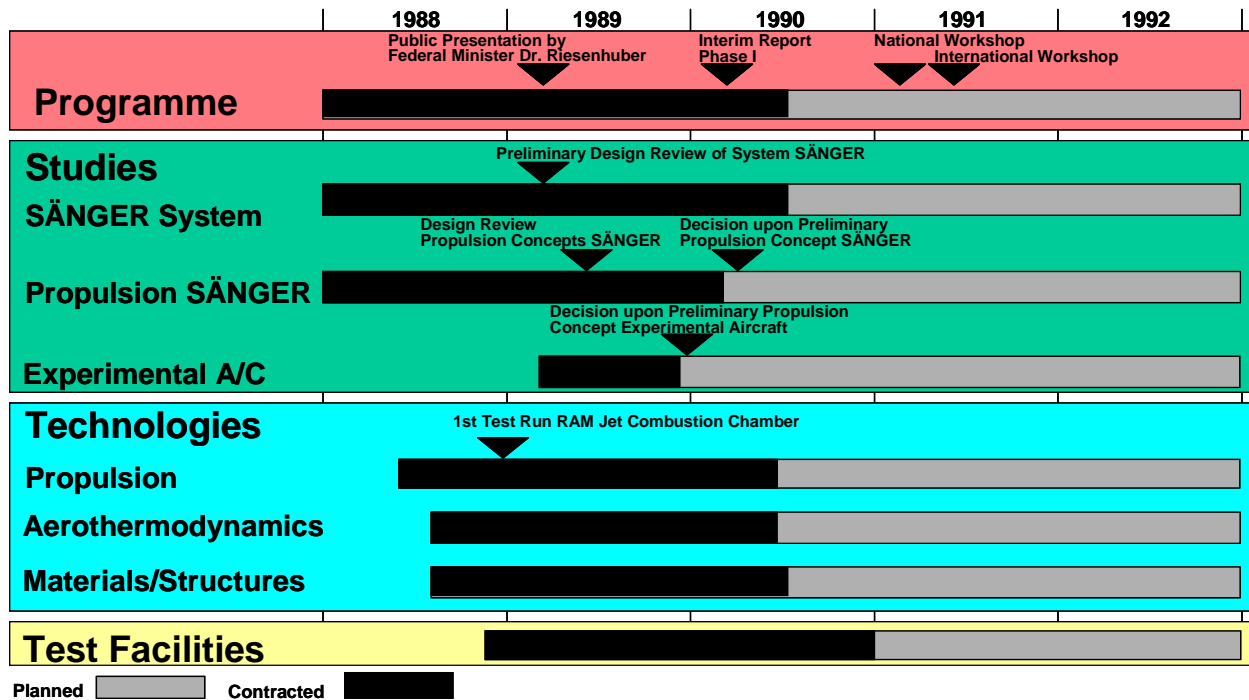 1988 1989 1990 1991 1992
Public Presentation by
Federal Minister Dr. Riesenhuber
Interim Report
Phase I
National Workshop
International Workshop
Programme
Studies
Preliminary Design Review of System SÄNGER
SÄNGER System
Design Review
Propulsion Concepts SÄNGER
Decision upon Preliminary
Propulsion Concept SÄNGER
Propulsion SÄNGER
Decision upon Preliminary Propulsion
Concept Experimental Aircraft
Experimental A/C
Technologies
1st Test Run RAM Jet Combustion Chamber
Propulsion
Aerothermodynamics
Materials/Structures
Test Facilities
Planned Contracted